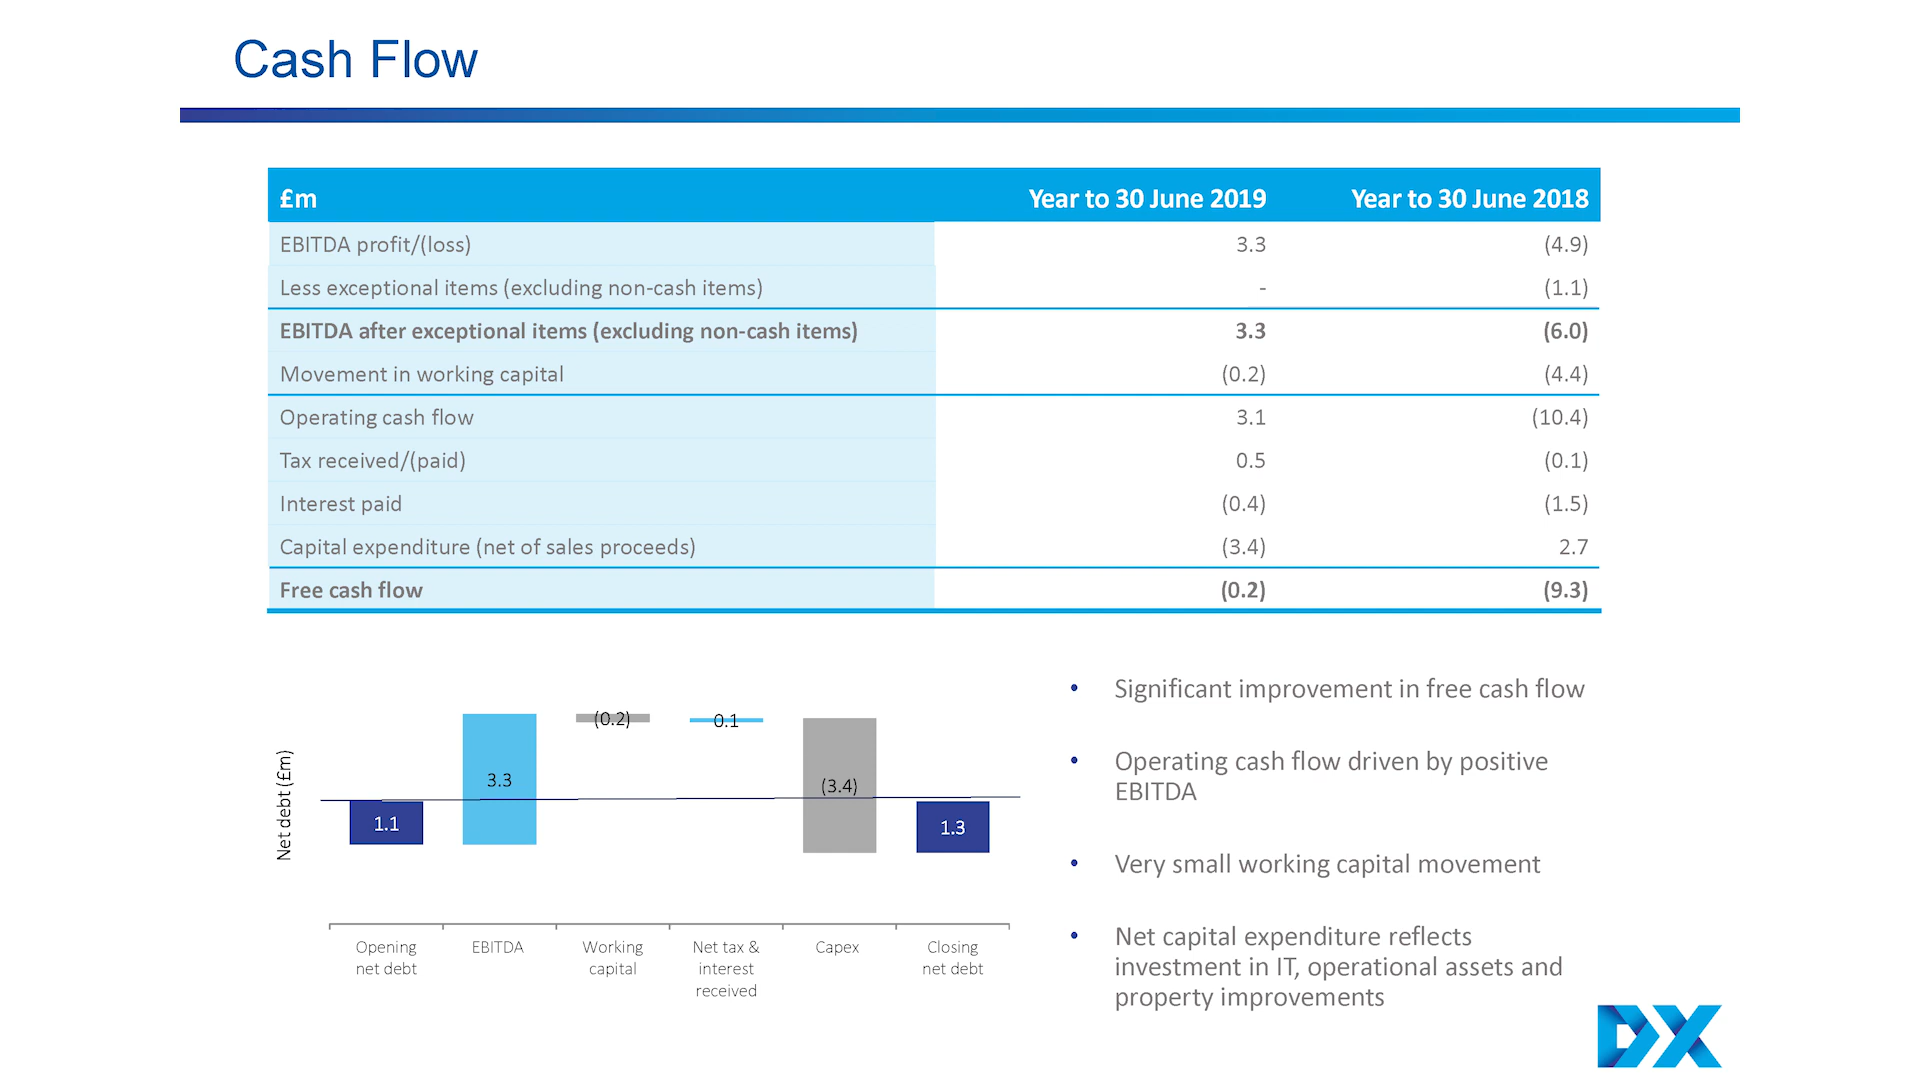 Cash Flow
£m Year to 30 June 2019 Year to 30 June 2018
EBITDA profit/(loss) 3.3 (4.9)
Less exceptional items (excluding non-cash items) - (1.1)
EBITDA after exceptional items (excluding non-cash items) 3.3 (6.0)
Movement in working capital (0.2) (4.4)
Operating cash flow 3.1 (10.4)
Tax received/(paid) 0.5 (0.1)
Interest paid (0.4) (1.5)
Capital expenditure (net of sales proceeds) (3.4) 2.7
Free cash flow (0.2) (9.3)
Net debt (£m)
1.1
3.3
(0.2)
0.1
(3.4)
1.3
Opening
net debt
EBITDA
Working
capital
Net tax &
interest
received
Capex
Closing
net debt
• Significant improvement in free cash flow
• Operating cash flow driven by positive
EBITDA
• Very small working capital movement
• Net capital expenditure reflects
investment in IT, operational assets and
property improvements
DX